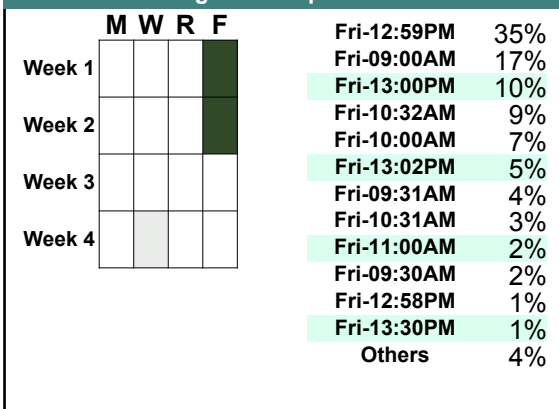 M W R F
Week 1
Week 2
Week 3
Week 4
Fri-12:59PM 35%
Fri-09:00AM 17%
Fri-13:00PM 10%
Fri-10:32AM 9%
Fri-10:00AM 7%
Fri-13:02PM 5%
Fri-09:31AM 4%
Fri-10:31AM 3%
Fri-11:00AM 2%
Fri-09:30AM 2%
Fri-12:58PM 1%
Fri-13:30PM 1%
Others 4%